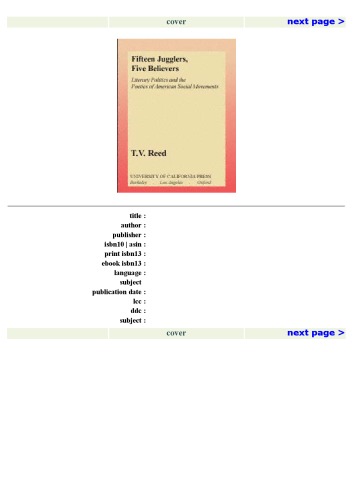 cover next page >
Fifteen Jugglers,
Five Believers
Literary Politics and the
Poetics of American Social Movements
T.V. Reed
UNIVERSITY OF CALIFORNIA PRESS
Berkeley Los Angeles Oxford
title :
author :
publisher :
isbn10 | asin :
print isbn13 :
ebook isbn13 :
language :
subject
publication date :
lcc :
ddc :
subject :
cover next page >